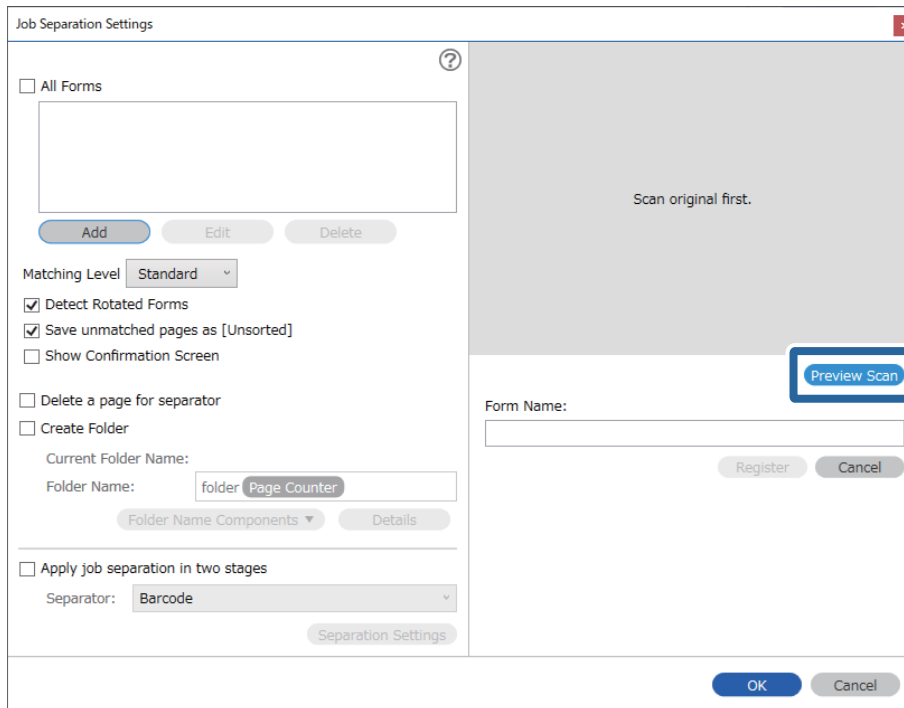 Job Separation Settings
All Forms
Add Edit Delete
Matching Level Standard
Detect Rotated Forms
Save unmatched pages as [Unsorted]
Show Confirmation Screen
Delete a page for separator
Create Folder
Current Folder Name:
Folder Name: folder Page Counter
Folder Name Components ▼ Details
Apply job separation in two stages
Separator: Barcode
Separation Settings
Scan original first.
Preview Scan
Form Name:
Register Cancel
OK Cancel